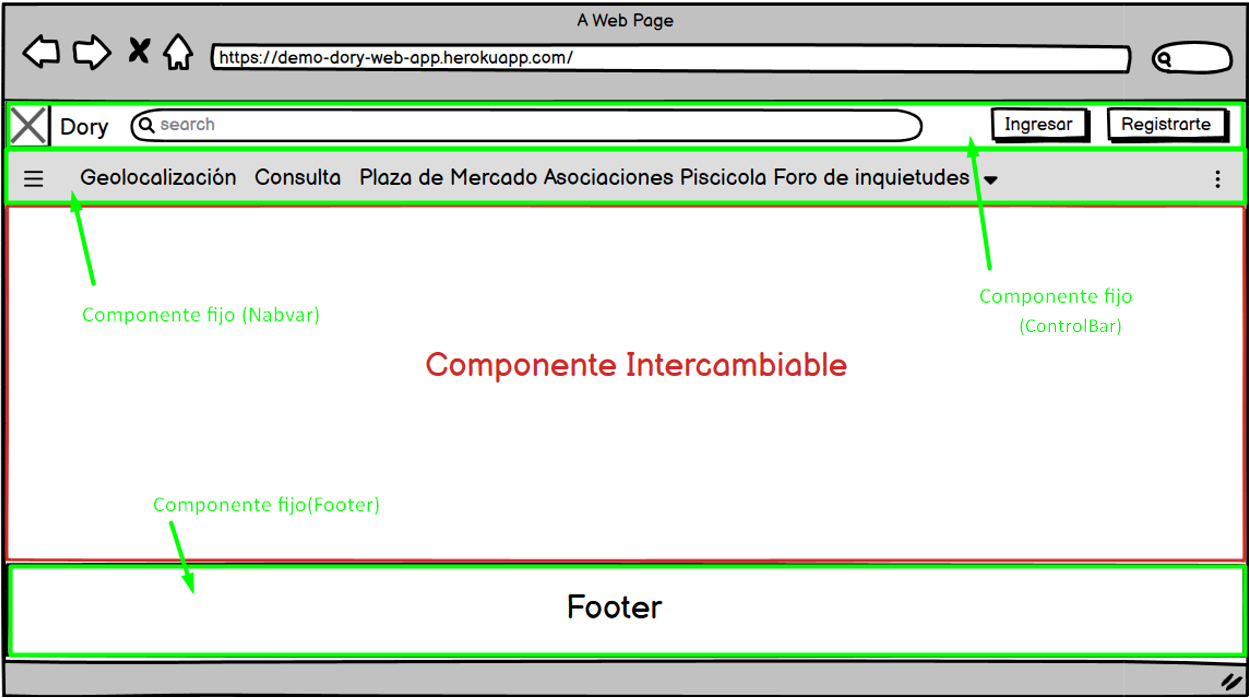 A Web Page
https://demo-dory-web-app.herokuapp.com/
Dory
search
Ingresar
Registrarte
Geolocalización Consulta Plaza de Mercado Asociaciones Piscicola Foro de inquietudes
Componente fijo (Nabvar)
Componente fijo
(ControlBar)
Componente Intercambiable
Componente fijo(Footer)
Footer